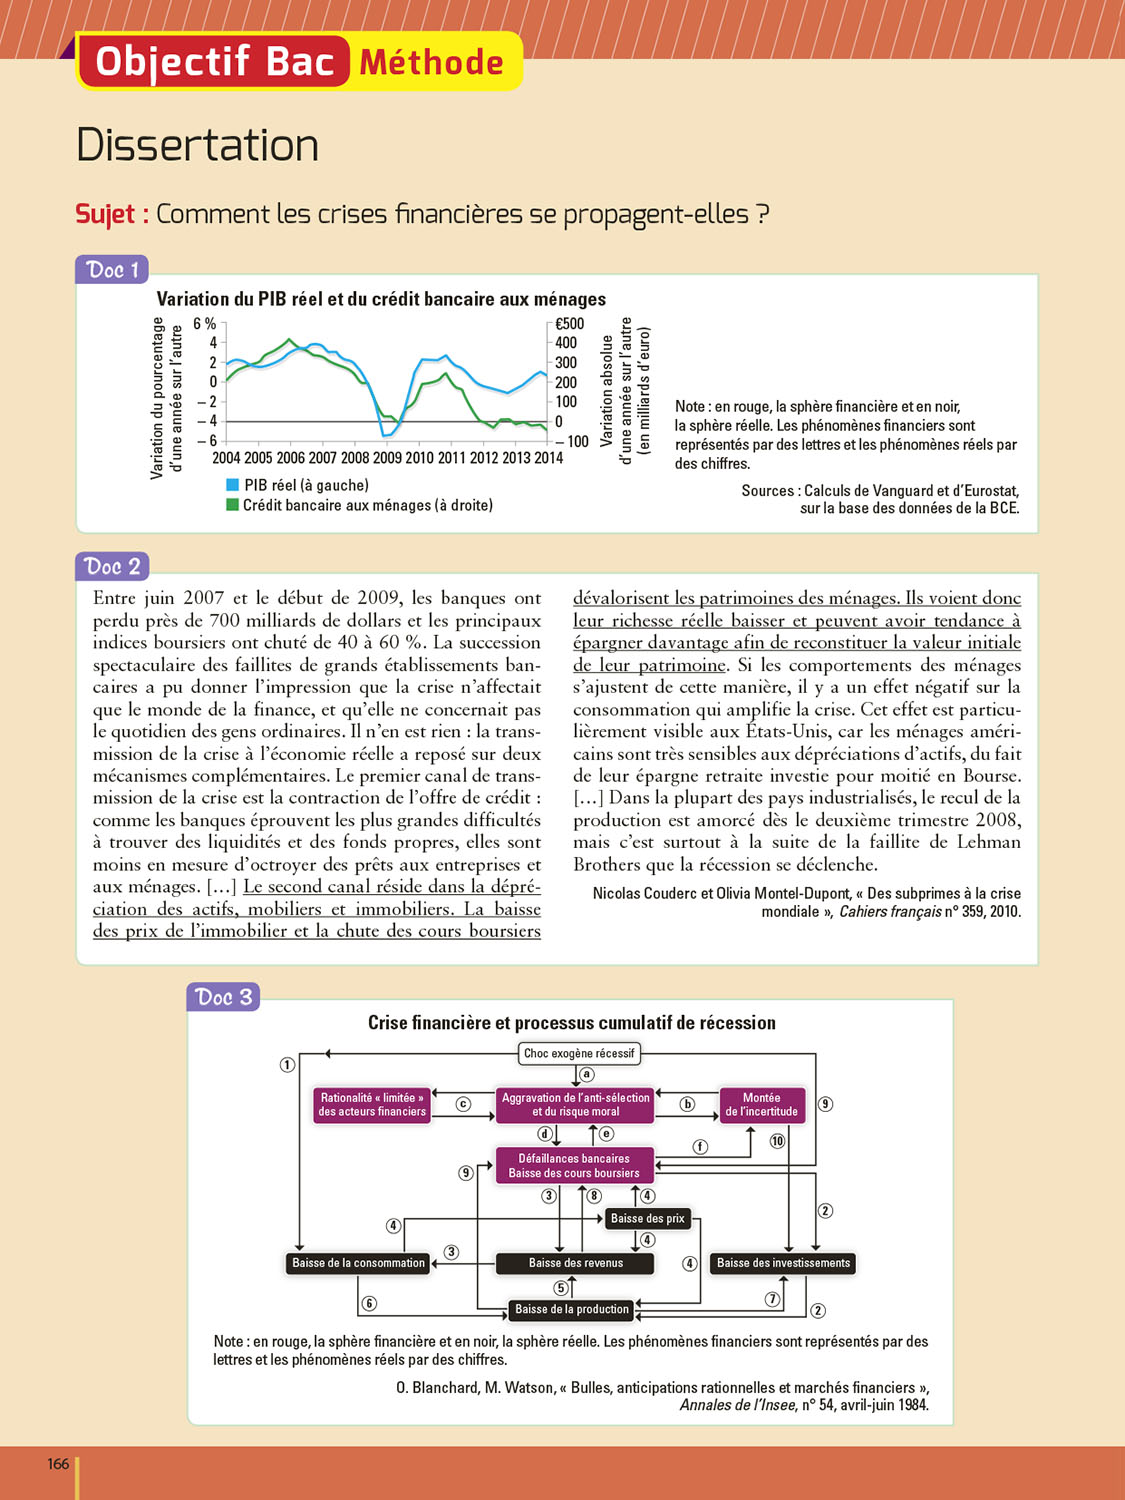 Objectif Bac Méthode
Dissertation
Sujet : Comment les crises financières se propagent-elles ?
Doc 1
Variation du PIB réel et du crédit bancaire aux ménages
Variation du pourcentage
d’une année sur l’autre
6 %
4
2
0
– 2
– 4
– 6
€500
400
300
200
100
0
– 100
Variation absolue
d’une année sur l’autre
(en milliards d’euro)
2004 2005 2006 2007 2008 2009 2010 2011 2012 2013 2014
PIB réel (à gauche)
Crédit bancaire aux ménages (à droite)
Note : en rouge, la sphère financière et en noir,
la sphère réelle. Les phénomènes financiers sont
représentés par des lettres et les phénomènes réels par
des chiffres.
Sources : Calculs de Vanguard et d’Eurostat,
sur la base des données de la BCE.
Doc 2
Entre juin 2007 et le début de 2009, les banques ont
perdu près de 700 milliards de dollars et les principaux
indices boursiers ont chuté de 40 à 60 %. La succession
spectaculaire des faillites de grands établissements ban-
caires a pu donner l’impression que la crise n’affectait
que le monde de la finance, et qu’elle ne concernait pas
le quotidien des gens ordinaires. Il n’en est rien : la trans-
mission de la crise à l’économie réelle a reposé sur deux
mécanismes complémentaires. Le premier canal de trans-
mission de la crise est la contraction de l’offre de crédit :
comme les banques éprouvent les plus grandes difficultés
à trouver des liquidités et des fonds propres, elles sont
moins en mesure d’octroyer des prêts aux entreprises et
aux ménages. […] Le second canal réside dans la dépré-
ciation des actifs, mobiliers et immobiliers. La baisse
des prix de l’immobilier et la chute des cours boursiers
dévalorisent les patrimoines des ménages. Ils voient donc
leur richesse réelle baisser et peuvent avoir tendance à
épargner davantage afin de reconstituer la valeur initiale
de leur patrimoine. Si les comportements des ménages
s’ajustent de cette manière, il y a un effet négatif sur la
consommation qui amplifie la crise. Cet effet est particu-
lièrement visible aux États-Unis, car les ménages améri-
cains sont très sensibles aux dépréciations d’actifs, du fait
de leur épargne retraite investie pour moitié en Bourse.
[…] Dans la plupart des pays industrialisés, le recul de la
production est amorcé dès le deuxième trimestre 2008,
mais c’est surtout à la suite de la faillite de Lehman
Brothers que la récession se déclenche.
Nicolas Couderc et Olivia Montel-Dupont, « Des subprimes à la crise
mondiale », Cahiers français n° 359, 2010.
Doc 3
Crise financière et processus cumulatif de récession
Choc exogène récessif
1
a
Rationalité « limitée »
des acteurs financiers
c
Aggravation de l’anti-sélection
et du risque moral
b
Montée
de l’incertitude
9
d
e
f
10
Défaillances bancaires
Baisse des cours boursiers
9
3
8
4
2
4
Baisse des prix
4
3
4
Baisse de la consommation
Baisse des revenus
Baisse des investissements
5
6
7
2
Baisse de la production
Note : en rouge, la sphère financière et en noir, la sphère réelle. Les phénomènes financiers sont représentés par des
lettres et les phénomènes réels par des chiffres.
O. Blanchard, M. Watson, « Bulles, anticipations rationnelles et marchés financiers »,
Annales de l’Insee, n° 54, avril-juin 1984.
166